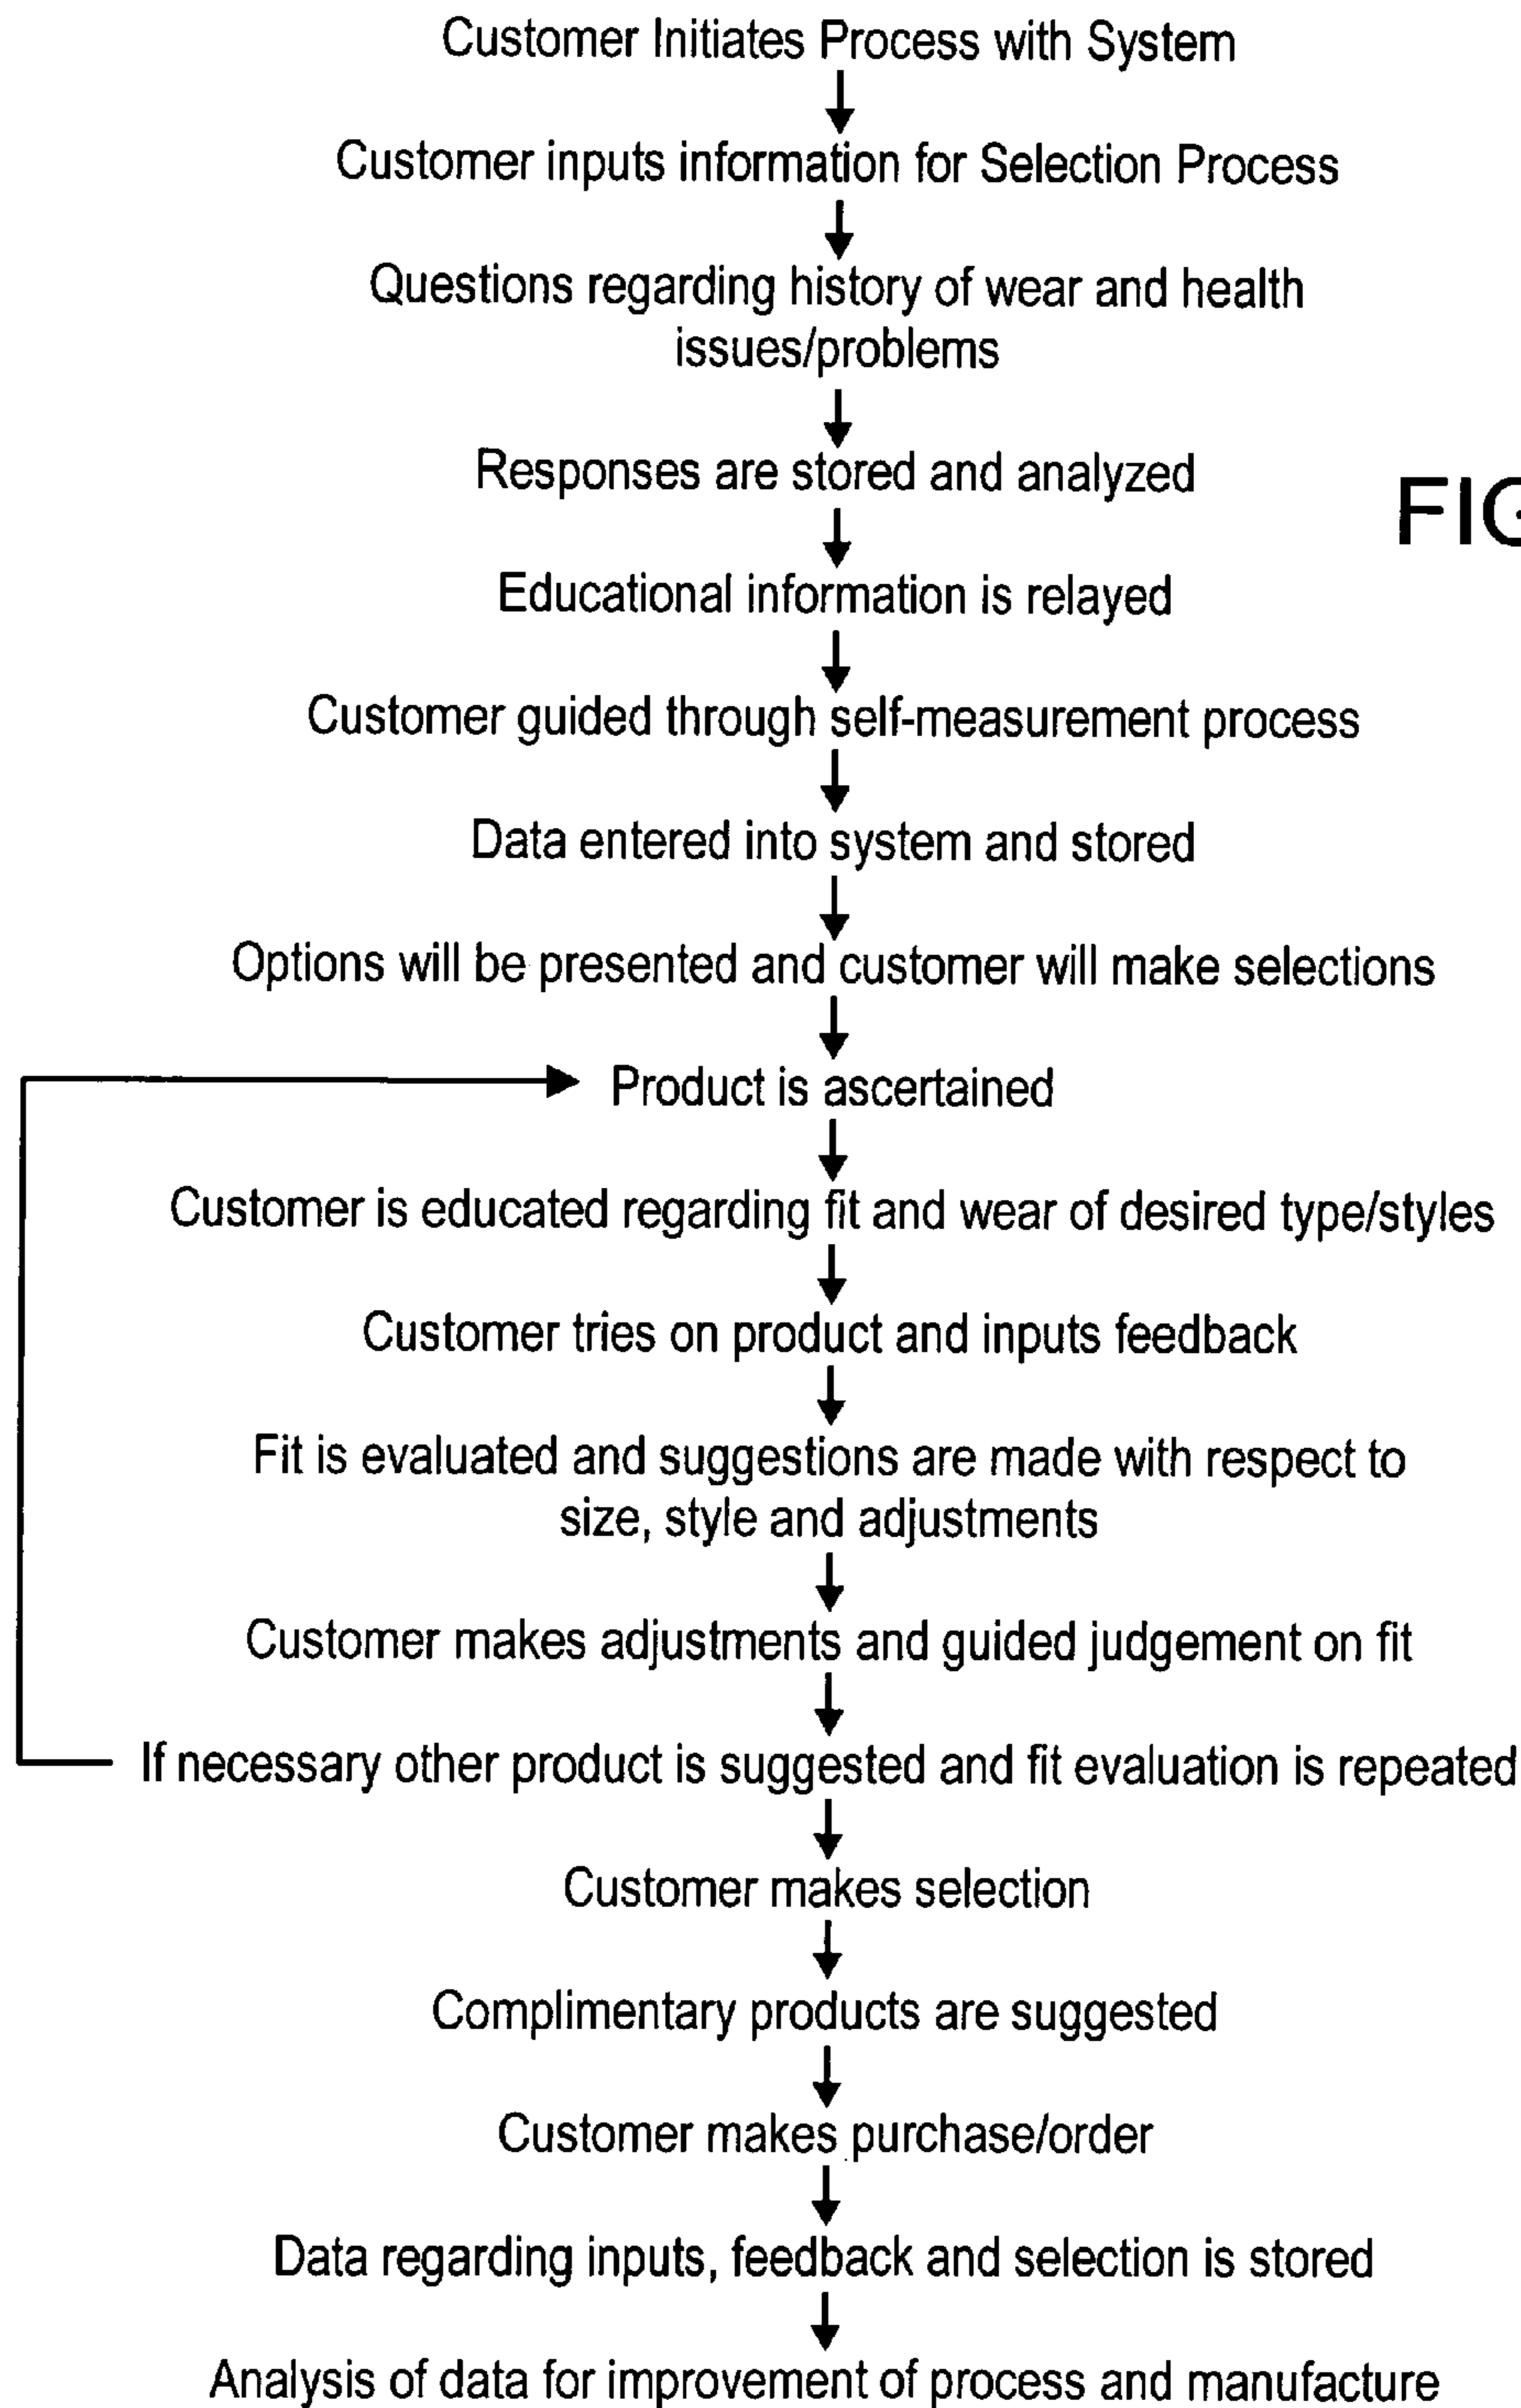 Customer Initiates Process with System
Customer inputs information for Selection Process
Questions regarding history of wear and health
issues/problems
Responses are stored and analyzed
FIG
Educational information is relayed
Customer guided through self-measurement process
Data entered into system and stored
Options will be presented and customer will make selections
Product is ascertained
Customer is educated regarding fit and wear of desired type/styles
Customer tries on product and inputs feedback
Fit is evaluated and suggestions are made with respect to
size, style and adjustments
Customer makes adjustments and guided judgement on fit
If necessary other product is suggested and fit evaluation is repeated
Customer makes selection
Complimentary products are suggested
Customer makes purchase/order
Data regarding inputs, feedback and selection is stored
Analysis of data for improvement of process and manufacture